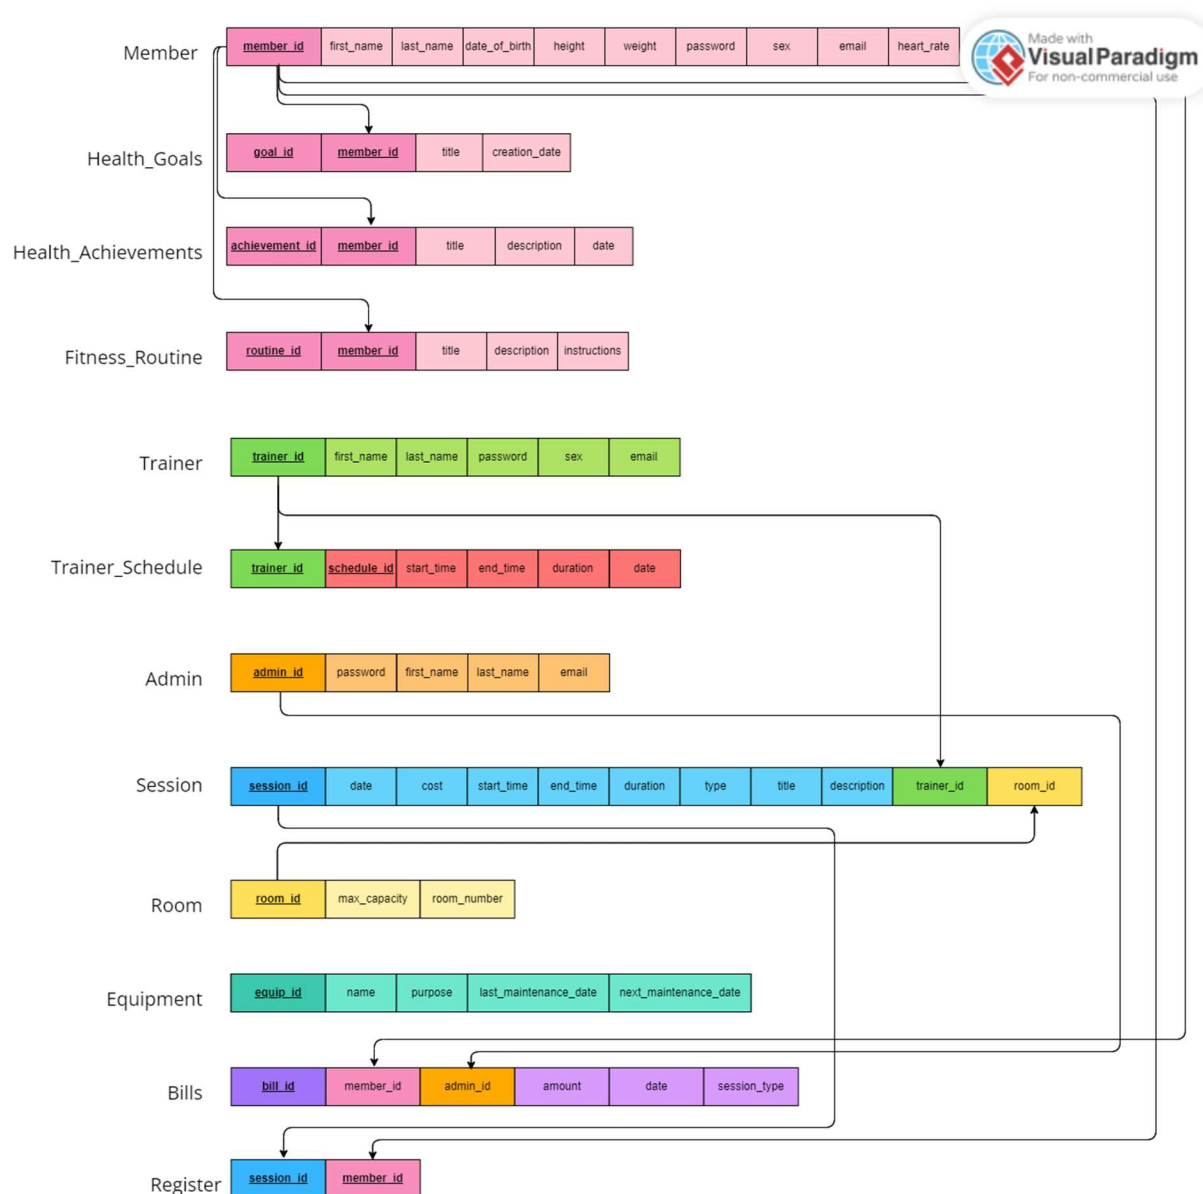 Made with
Visual Paradigm
For non-commercial use
Member member_id first_name last_name date_of_birth height weight password sex email heart_rate
Health_Goals goal_id member_id title creation_date
Health_Achievements achievement_id member_id title description date
Fitness_Routine routine_id member_id title description instructions
Trainer trainer_id first_name last_name password sex email
Trainer_Schedule trainer_id schedule_id start_time end_time duration date
Admin admin_id password first_name last_name email
Session session_id date cost start_time end_time duration type title description trainer_id room_id
Room room_id max_capacity room_number
Equipment equip_id name purpose last_maintenance_date next_maintenance_date
Bills bill_id member_id admin_id amount date session_type
Register session_id member_id